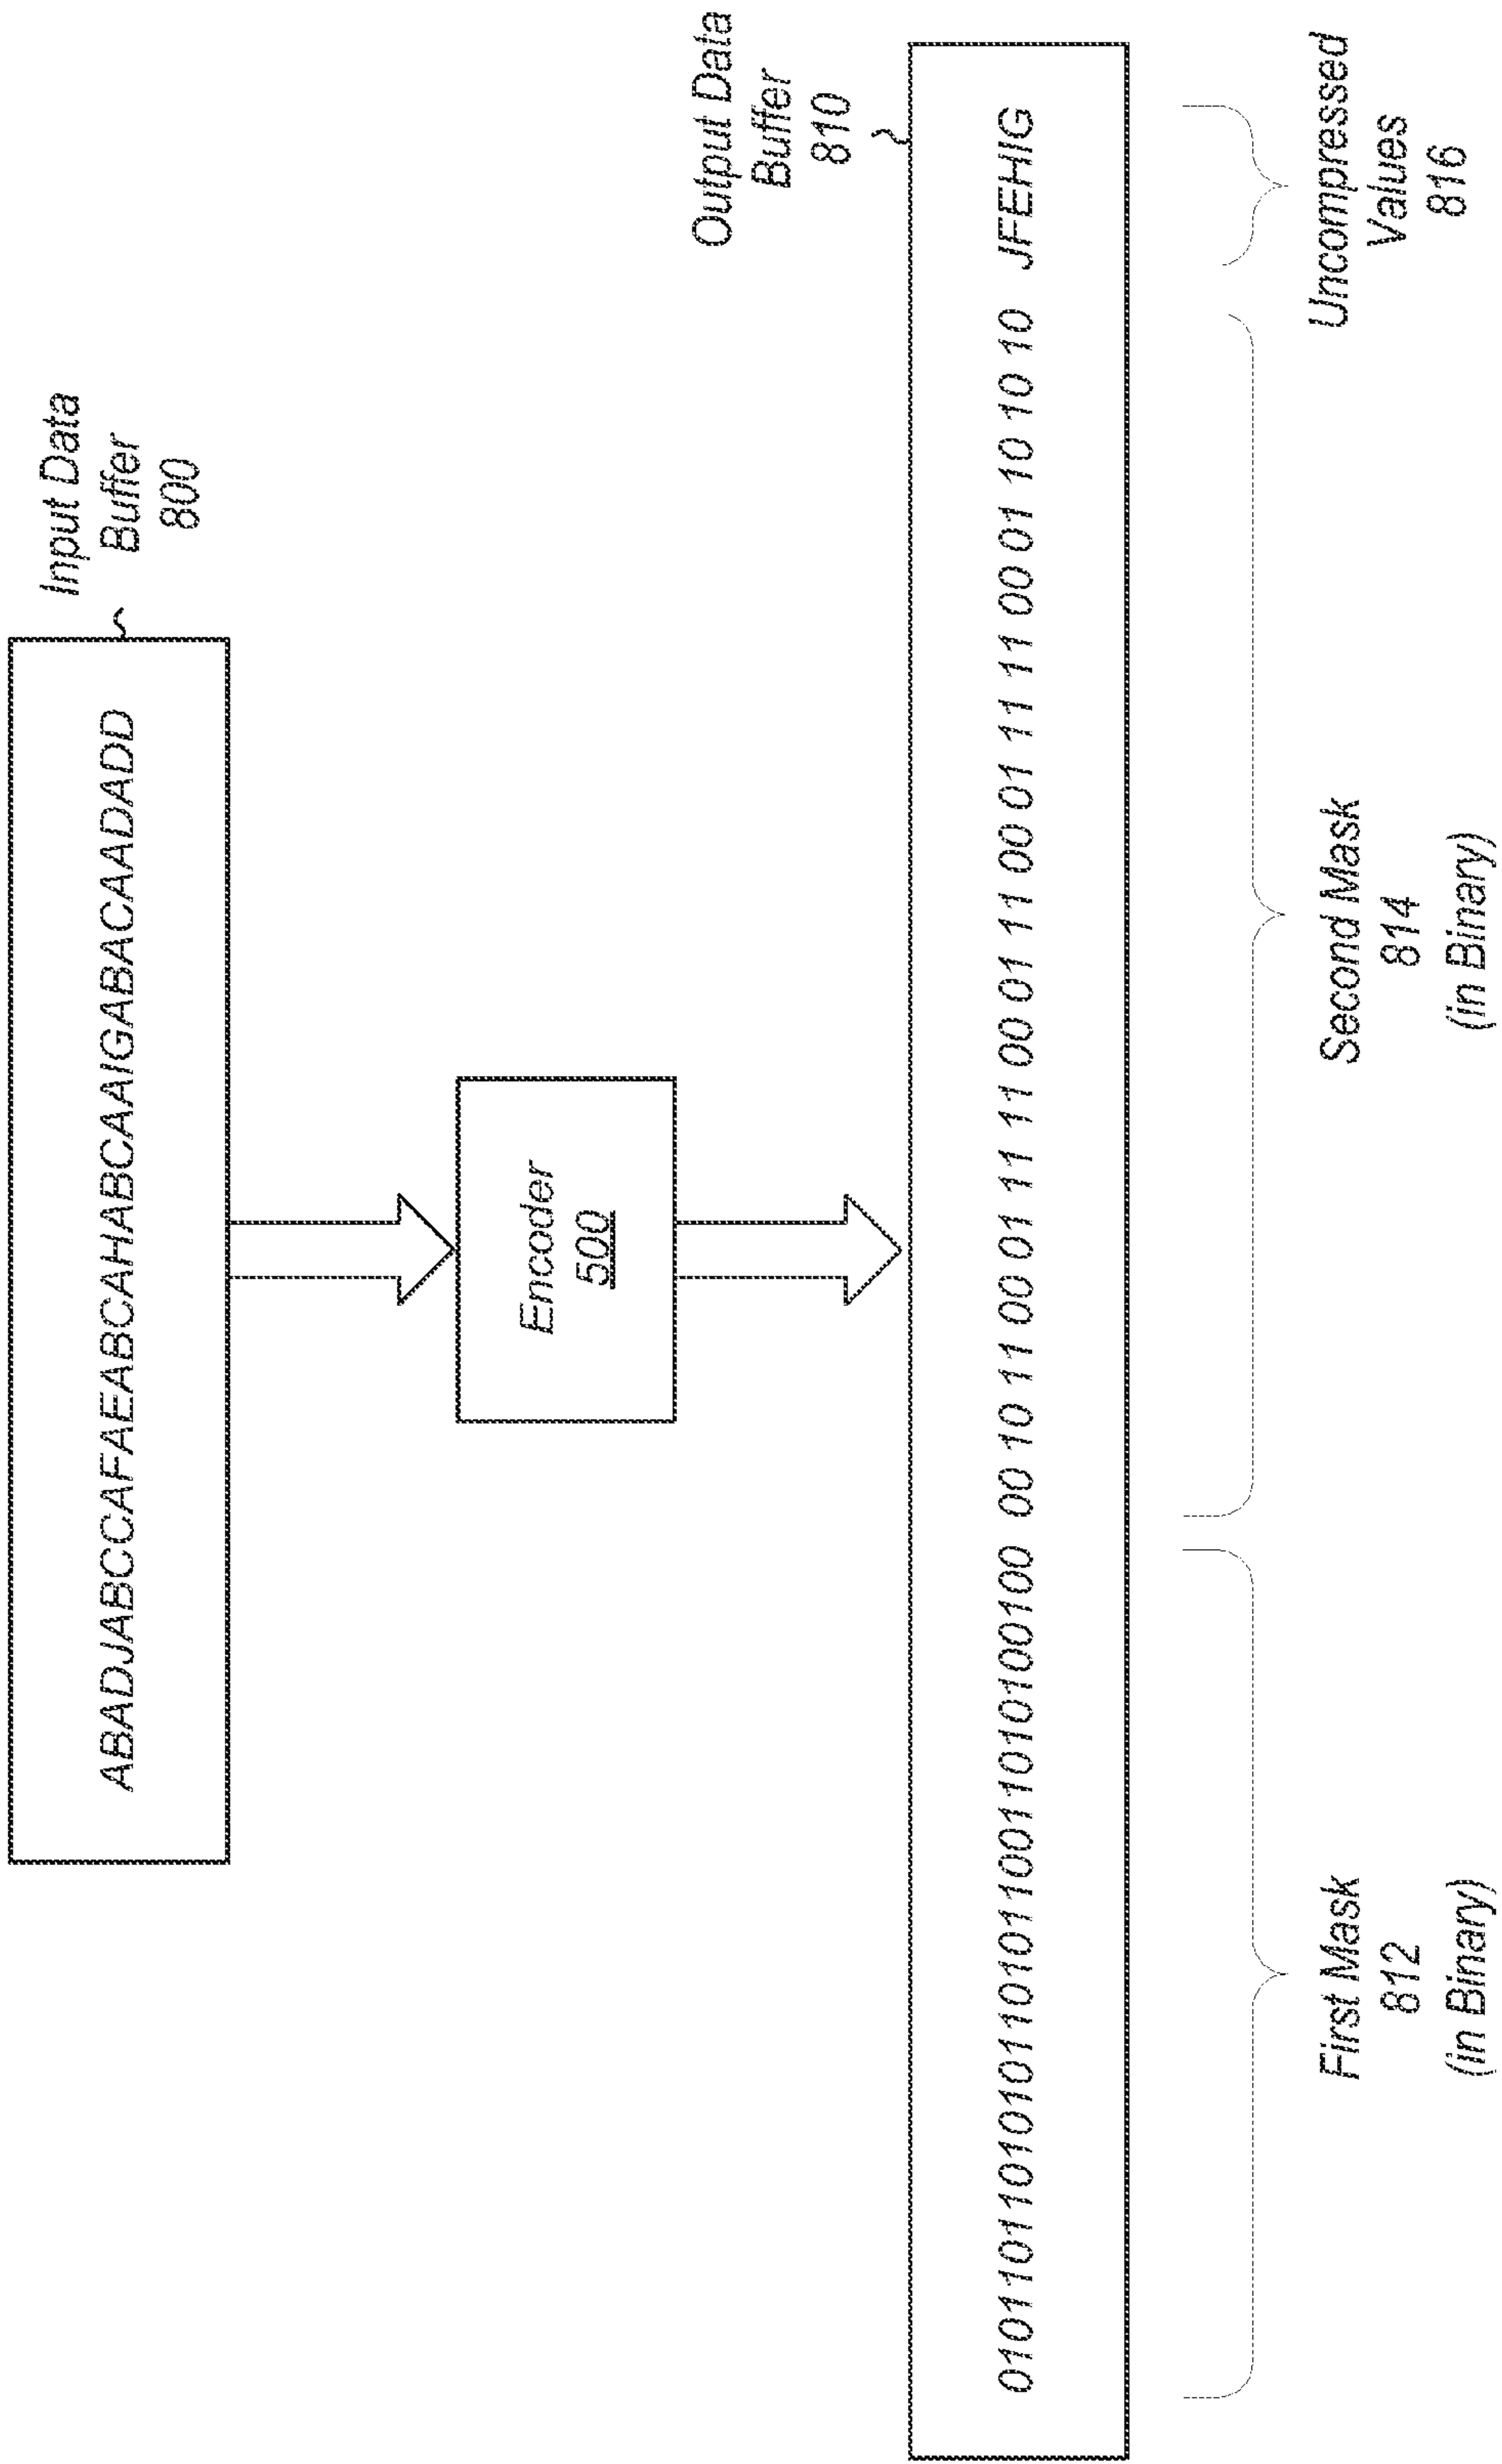 Input Data
Buffer
800
ABADJABCCAFAEABCAHABCAAIGABACAADADD
Encoder
500
Output Data
Buffer
810
01011011010101011010110011010100100 00 10 11 00 01 11 11 00 01 11 00 01 11 11 00 01 10 10 10 JFEHIG
First Mask
812
(in Binary)
Second Mask
814
(in Binary)
Uncompressed
Values
816